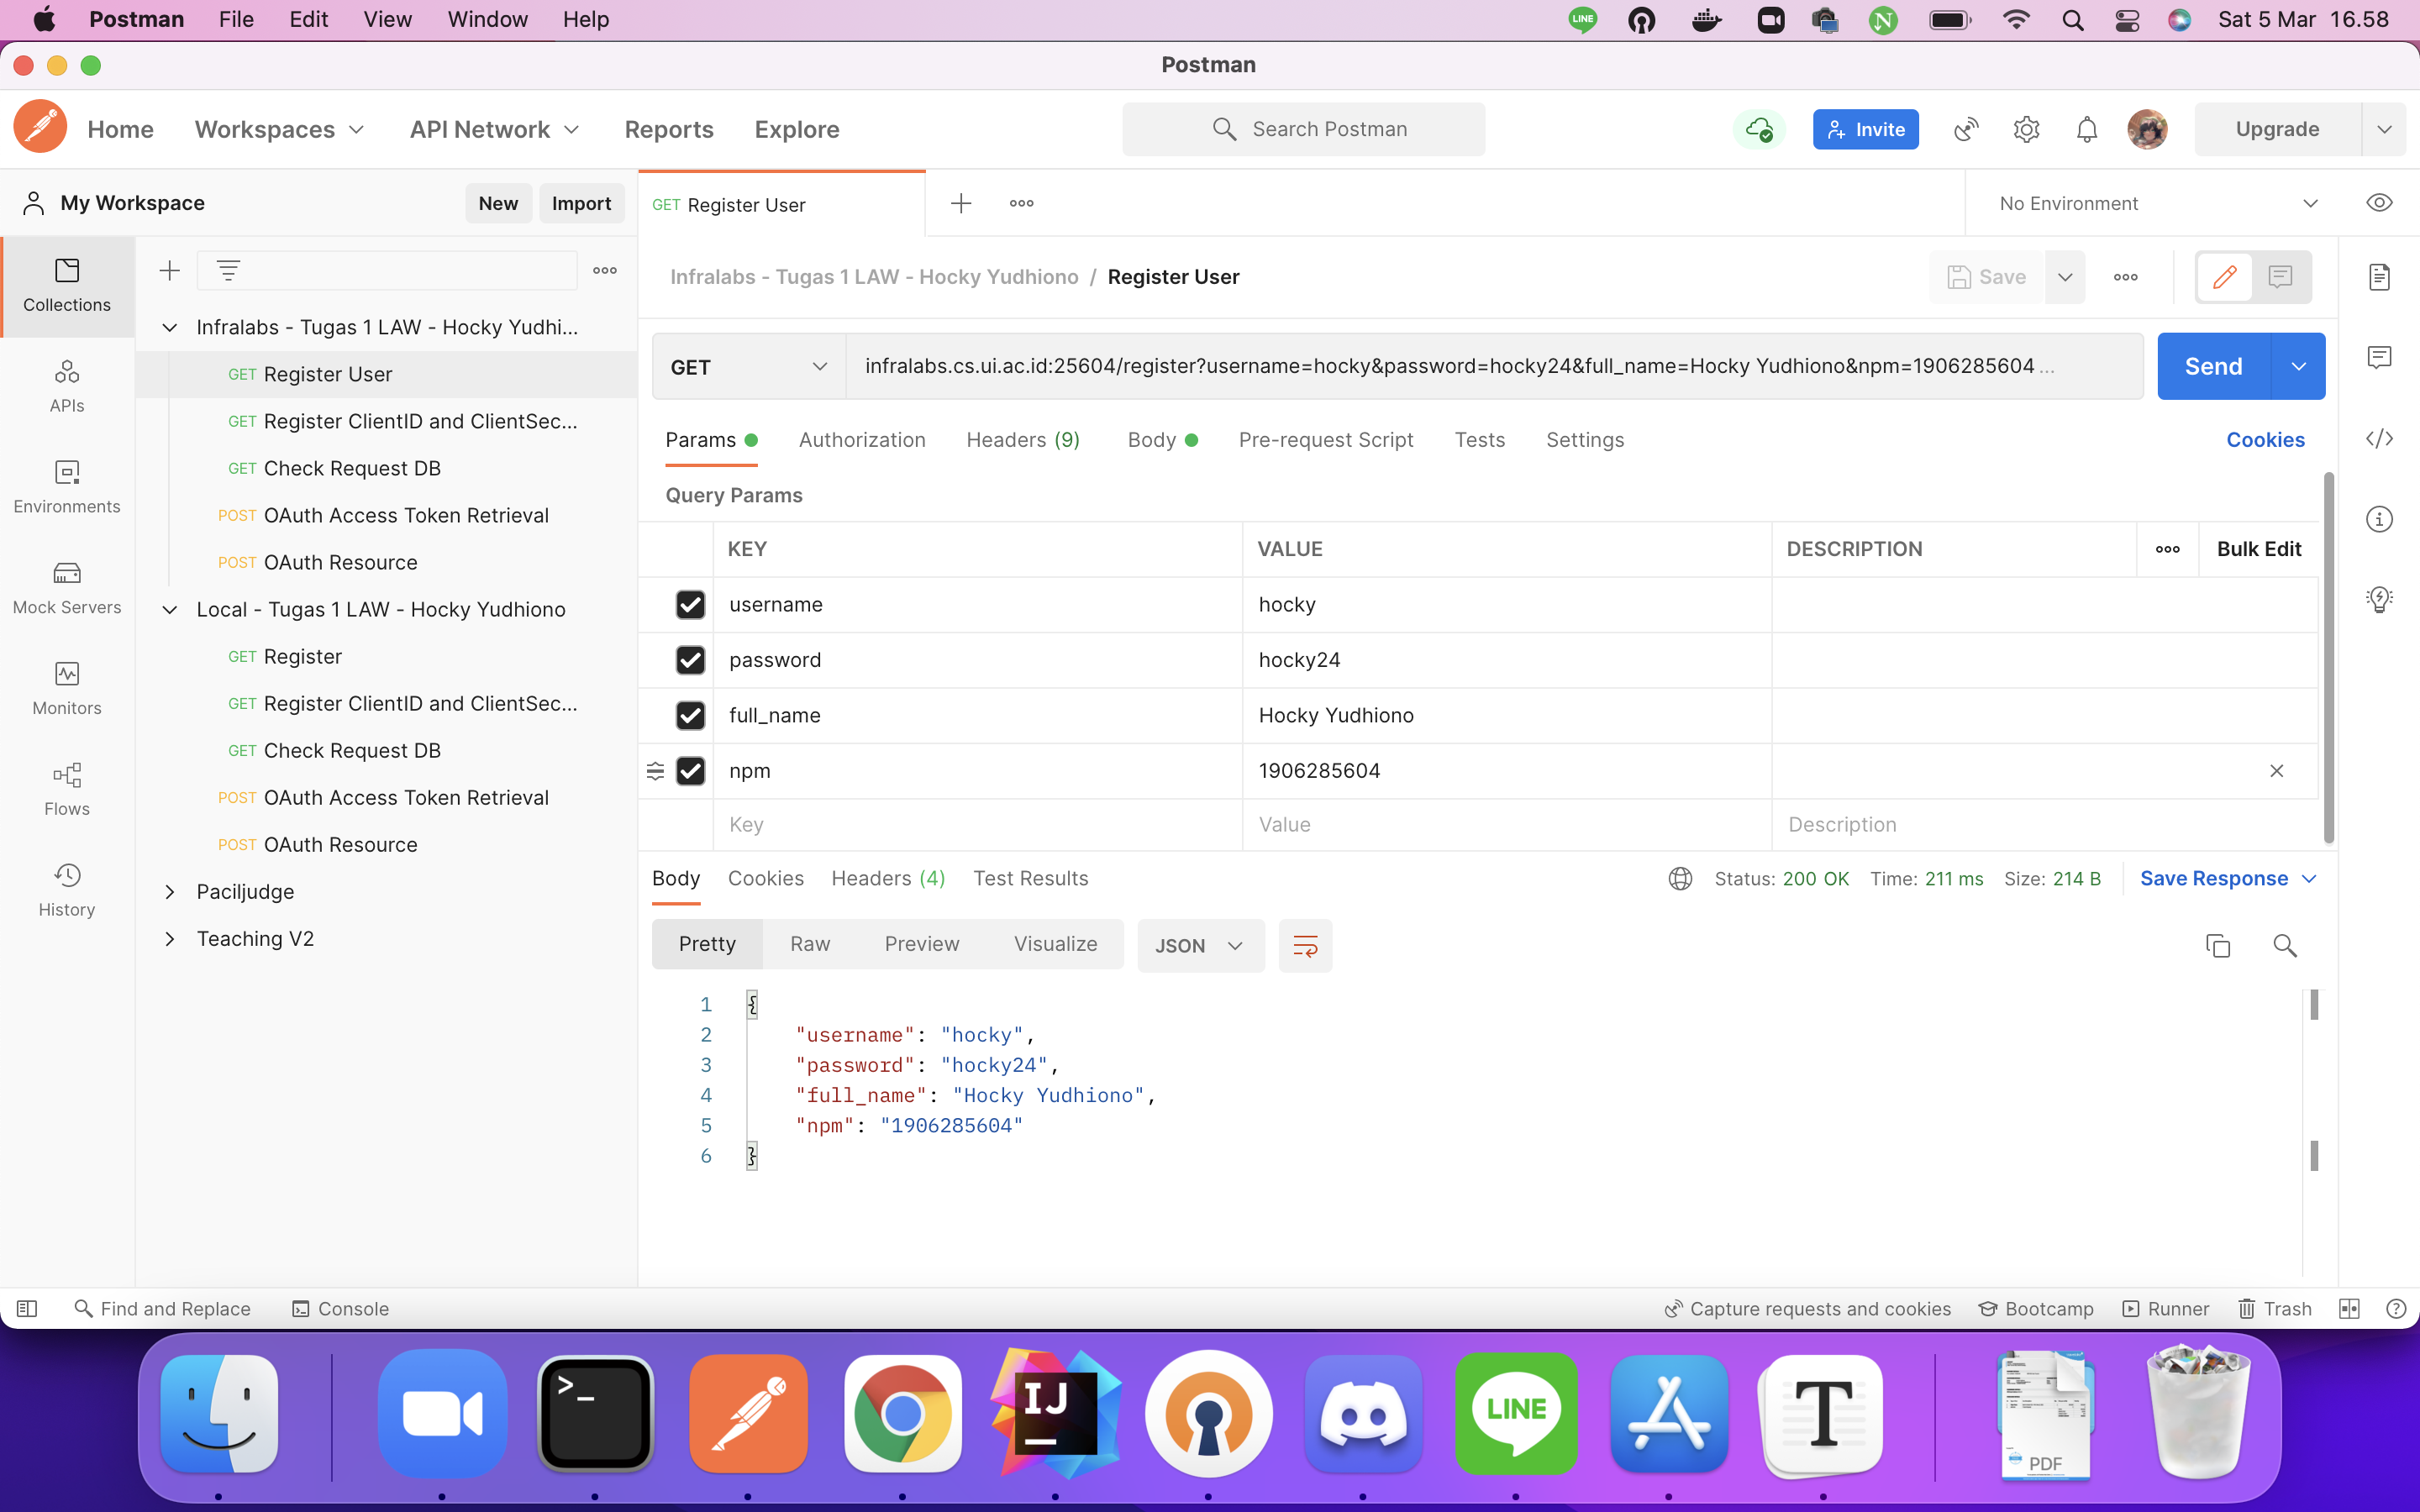 Postman File Edit View Window Help LINE N Sat 5 Mar 16.58
Postman
Home Workspaces API Network Reports Explore Search Postman Invite Upgrade
My Workspace New Import GET Register User No Environment
Collections
APIs
Environments
Mock Servers
Monitors
Flows
History
Infralabs - Tugas 1 LAW - Hocky Yudhi...
GET Register User
GET Register ClientID and ClientSec...
GET Check Request DB
POST OAuth Access Token Retrieval
POST OAuth Resource
Local - Tugas 1 LAW - Hocky Yudhiono
GET Register
GET Register ClientID and ClientSec...
GET Check Request DB
POST OAuth Access Token Retrieval
POST OAuth Resource
Paciljudge
Teaching V2
Infralabs - Tugas 1 LAW - Hocky Yudhiono / Register User Save
GET infralabs.cs.ui.ac.id:25604/register?username=hocky&password=hocky24&full_name=Hocky Yudhiono&npm=1906285604 ... Send
Params Authorization Headers (9) Body Pre-request Script Tests Settings Cookies
Query Params
KEY VALUE DESCRIPTION Bulk Edit
username hocky
password hocky24
full_name Hocky Yudhiono
npm 1906285604
Key Value Description
Body Cookies Headers (4) Test Results Status: 200 OK Time: 211 ms Size: 214 B Save Response
Pretty Raw Preview Visualize JSON
1 {
2 "username": "hocky",
3 "password": "hocky24",
4 "full_name": "Hocky Yudhiono",
5 "npm": "1906285604"
6 }
Find and Replace Console Capture requests and cookies Bootcamp Runner Trash
>_ IJ LINE T PDF